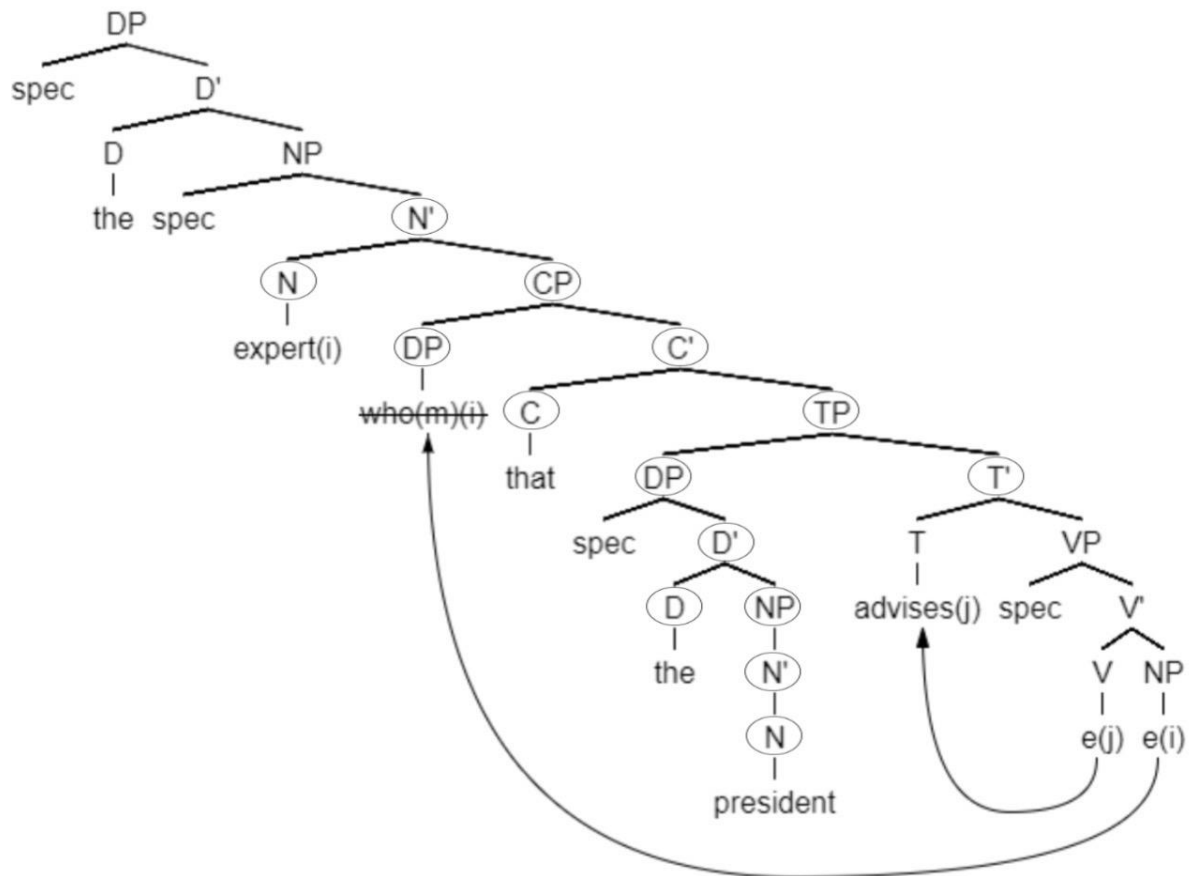 DP
spec D'
D NP
the spec N'
N CP
expert(i) DP C'
who(m)(i) C TP
that DP T'
spec D' T VP
D NP advises(j) spec V'
the N' V NP
N e(j) e(i)
president